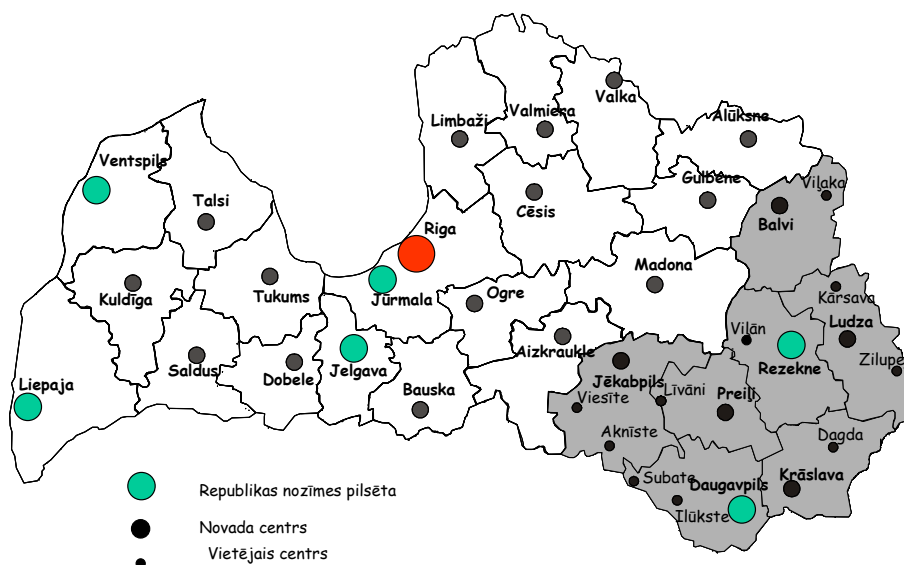 Valka
Valmiera
Limbaži
Alūksne
Ventspils
Gulbene
Viļaka
Talsi
Cēsis
Balvi
Riga
Madona
Kuldīga
Tukums
Jūrmala
Ogre
Kārsava
Viļān
Ludza
Aizkraukle
Zilupe
Saldus
Dobele
Jelgava
Rezekne
Liepaja
Bauska
Jēkabpils
Līvāni
Preiļi
Viesīte
Aknīste
Dagda
Subate
Daugavpils
Krāslava
Ilūkste
Republikas nozīmes pilsēta
Novada centrs
Vietējais centrs